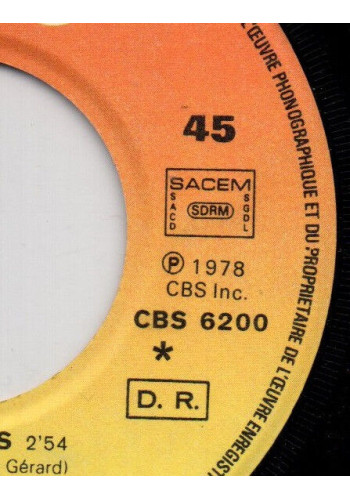 L'ŒUVRE PHONOGRAPHIQUE ET DU PROPRIETAIRE DE L'ŒUVRE ENREGIST
45
SACEM
SACD
SDRM
SGDL
Ⓟ 1978
CBS Inc.
CBS 6200
*
D. R.
S 2'54
Gérard)